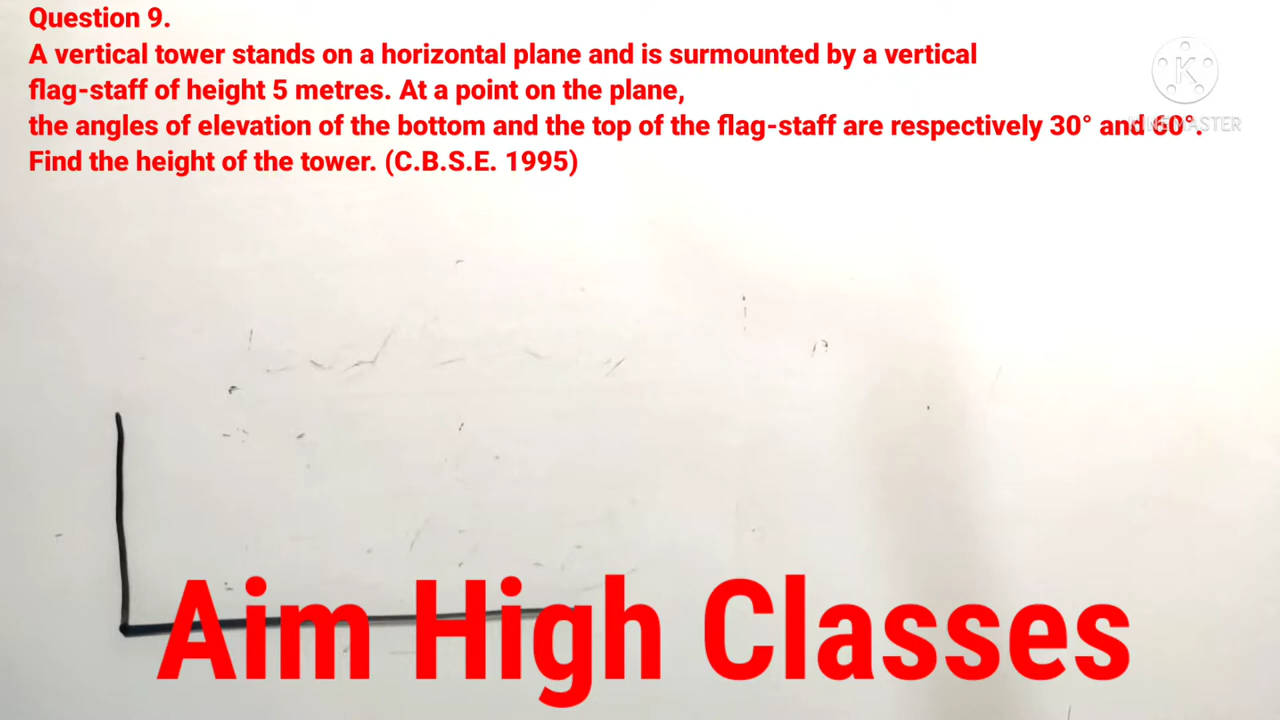 Question 9.
A vertical tower stands on a horizontal plane and is surmounted by a vertical
flag-staff of height 5 metres. At a point on the plane,
the angles of elevation of the bottom and the top of the flag-staff are respectively 30° and 60°.
Find the height of the tower. (C.B.S.E. 1995)
K
KINEMASTER
Aim High Classes